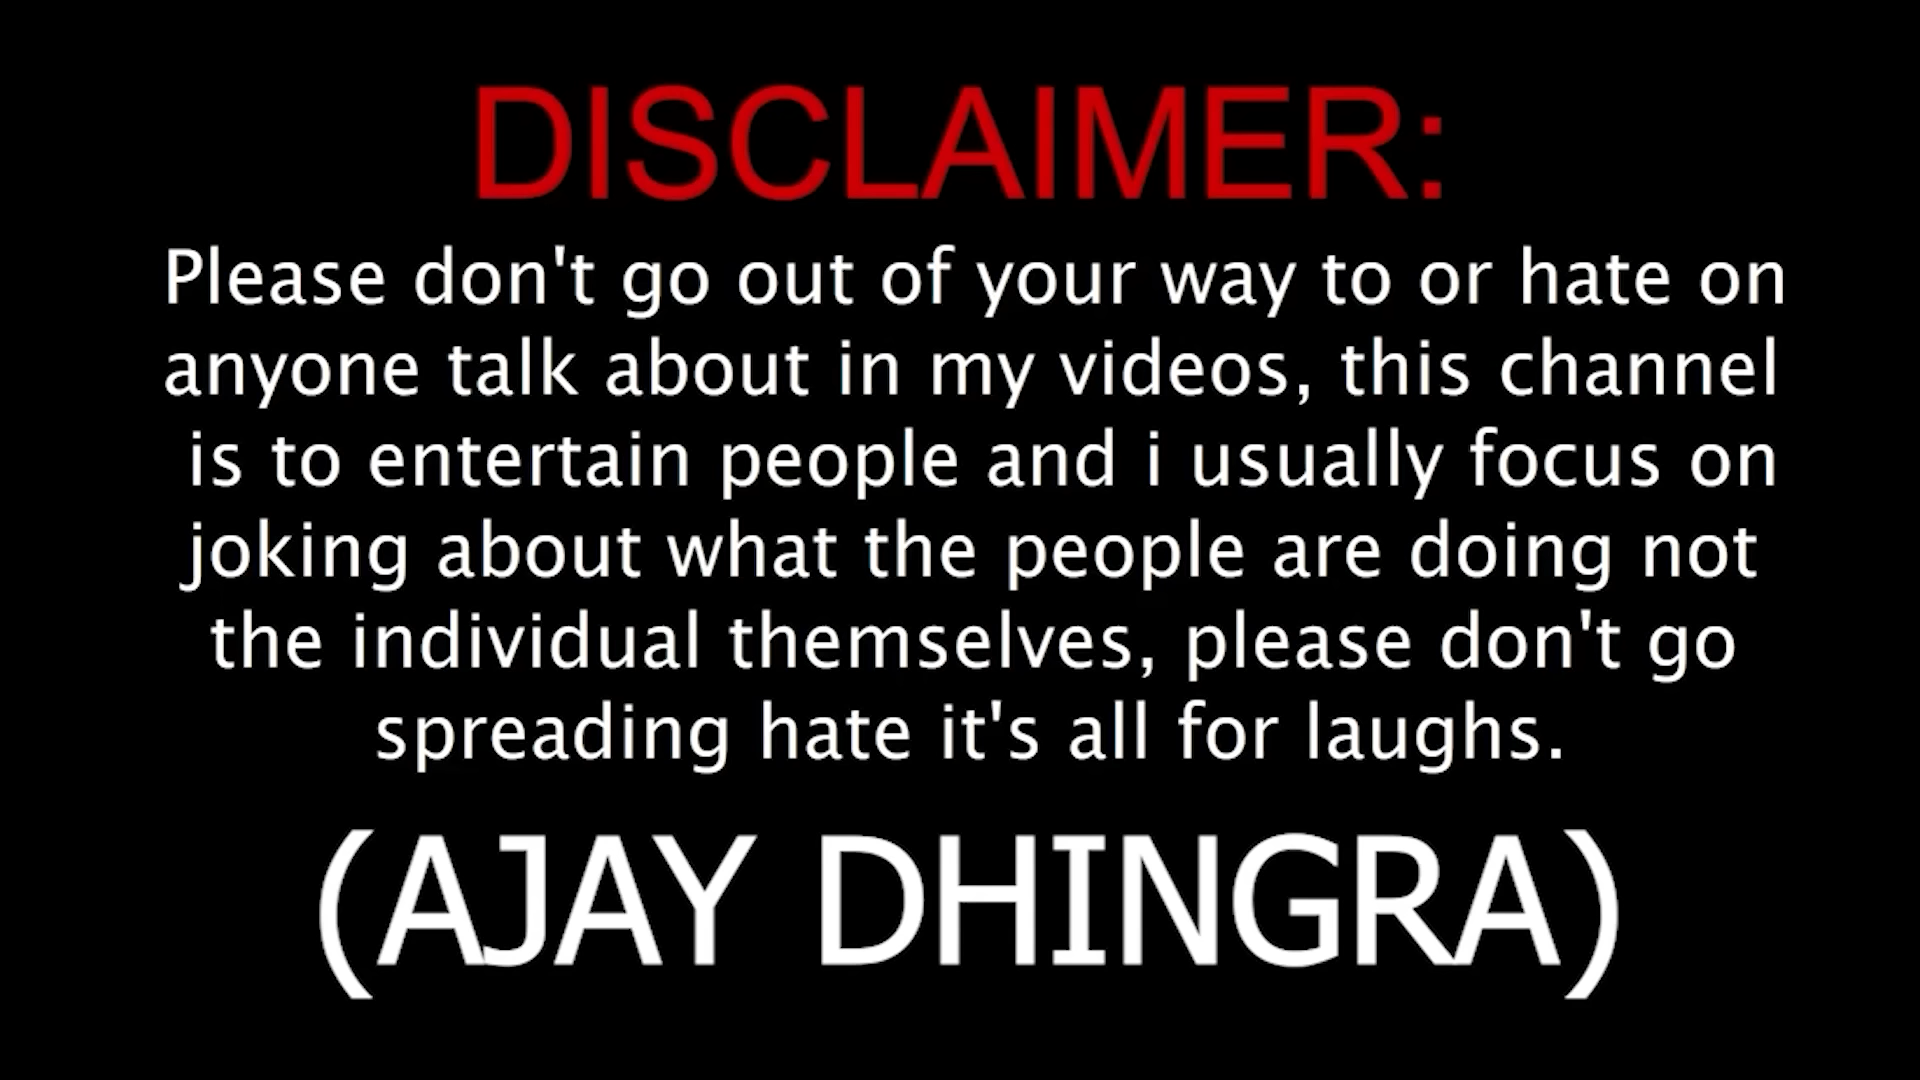 DISCLAIMER:
Please don't go out of your way to or hate on
anyone talk about in my videos, this channel
is to entertain people and i usually focus on
joking about what the people are doing not
the individual themselves, please don't go
spreading hate it's all for laughs.
(AJAY DHINGRA)